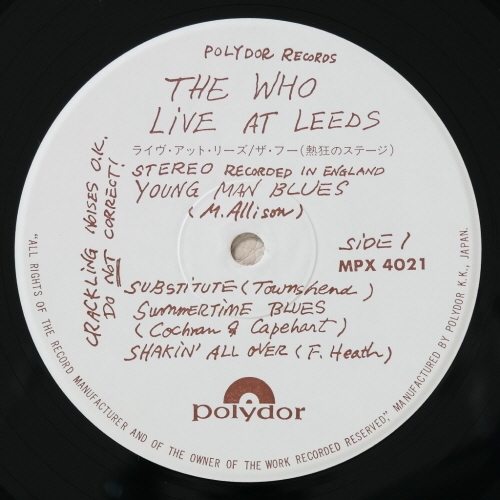 POLYDOR RECORDS
THE WHO
LiVE AT LEEDS
ライヴ・アット・リーズ/ザ・フー(熱狂のステージ)
STEREO RECORDED IN ENGLAND
YOUNG MAN BLUES
(M. Allison)
CRACKLING NOISES O.K.
DO NOT CORRECT!
SIDE 1
MPX 4021
SUBSTITUTE (Townshend)
SUMMERTIME BLUES
(Cochran & Capehart)
SHAKIN' ALL OVER (F. Heath)
polydor
"ALL RIGHTS OF THE RECORD MANUFACTURER AND OF THE OWNER OF THE WORK RECORDED RESERVED," MANUFACTURED BY POLYDOR K.K., JAPAN.